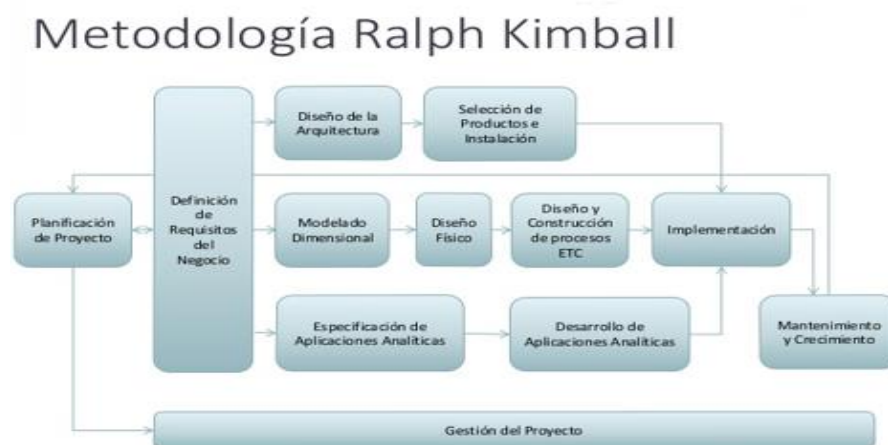 Metodología Ralph Kimball
Diseño de la
Arquitectura
Selección de
Productos e
Instalación
Planificación
de Proyecto
Definición
de
Requisitos
del
Negocio
Modelado
Dimensional
Diseño
Físico
Diseño y
Construcción
de procesos
ETC
Implementación
Especificación de
Aplicaciones Analíticas
Desarrollo de
Aplicaciones Analíticas
Mantenimiento
y Crecimiento
Gestión del Proyecto